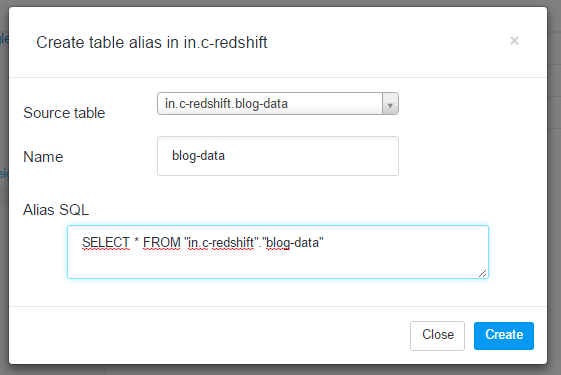 Create table alias in in.c-redshift
×
Source table
in.c-redshift.blog-data
Name
blog-data
Alias SQL
SELECT * FROM "in.c-redshift"."blog-data"
Close
Create